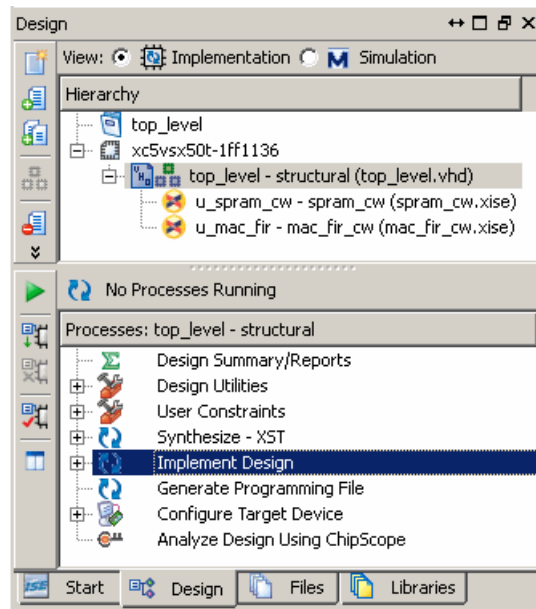 Design
View: Implementation Simulation
Hierarchy
top_level
xc5vsx50t-1ff1136
top_level - structural (top_level.vhd)
u_spram_cw - spram_cw (spram_cw.xise)
u_mac_fir - mac_fir_cw (mac_fir_cw.xise)
No Processes Running
Processes: top_level - structural
Design Summary/Reports
Design Utilities
User Constraints
Synthesize - XST
Implement Design
Generate Programming File
Configure Target Device
Analyze Design Using ChipScope
ISE Start Design Files Libraries